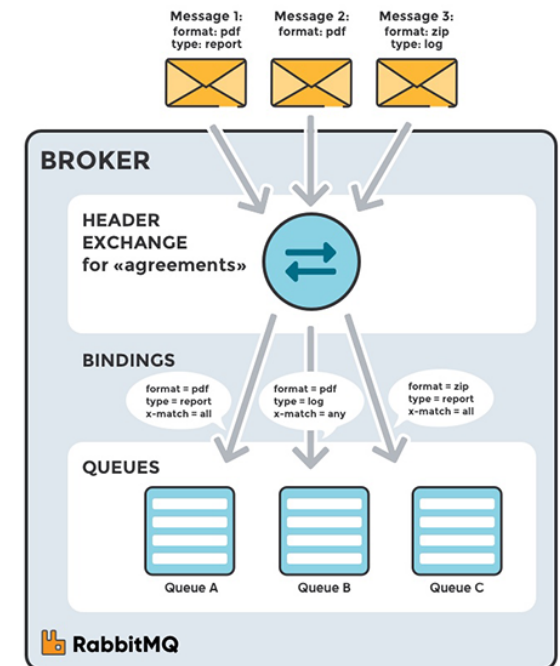 Message 1:
format: pdf
type: report
Message 2:
format: pdf
Message 3:
format: zip
type: log
BROKER
HEADER
EXCHANGE
for «agreements»
BINDINGS
format = pdf
type = report
x-match = all
format = pdf
type = log
x-match = any
format = zip
type = report
x-match = all
QUEUES
Queue A
Queue B
Queue C
RabbitMQ